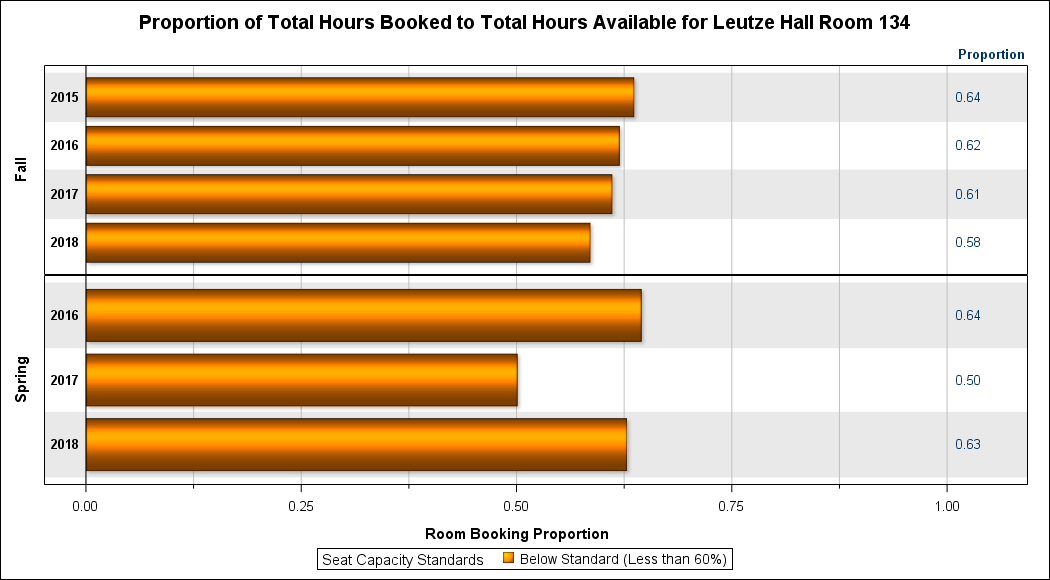 Proportion of Total Hours Booked to Total Hours Available for Leutze Hall Room 134
Proportion
Fall
2015 0.64
2016 0.62
2017 0.61
2018 0.58
Spring
2016 0.64
2017 0.50
2018 0.63
0.00 0.25 0.50 0.75 1.00
Room Booking Proportion
Seat Capacity Standards Below Standard (Less than 60%)